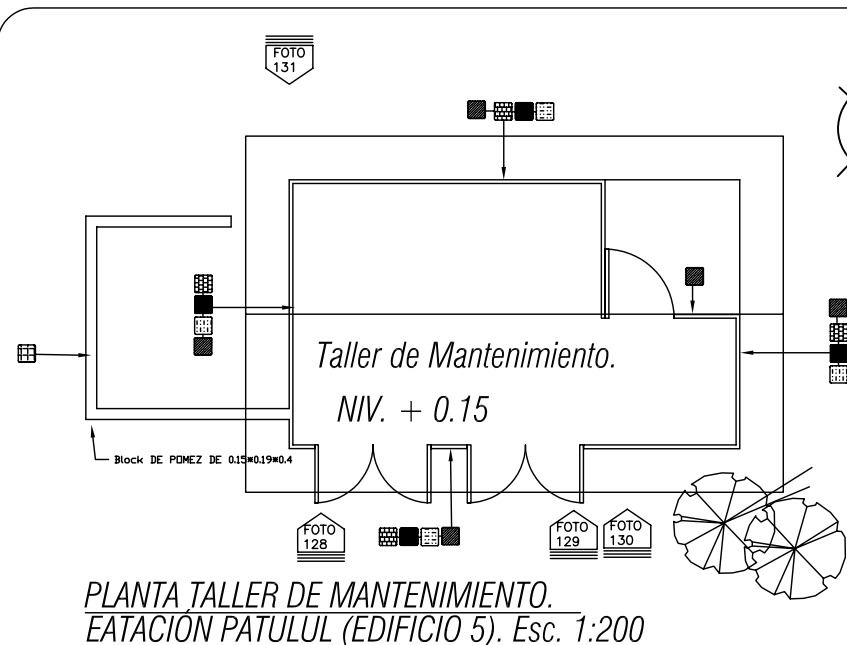 FOTO
131
Taller de Mantenimiento.
NIV. + 0.15
Block DE POMEZ DE 0.15*0.19*0.4
FOTO
128
FOTO
129
FOTO
130
PLANTA TALLER DE MANTENIMIENTO.
EATACIÓN PATULUL (EDIFICIO 5). Esc. 1:200